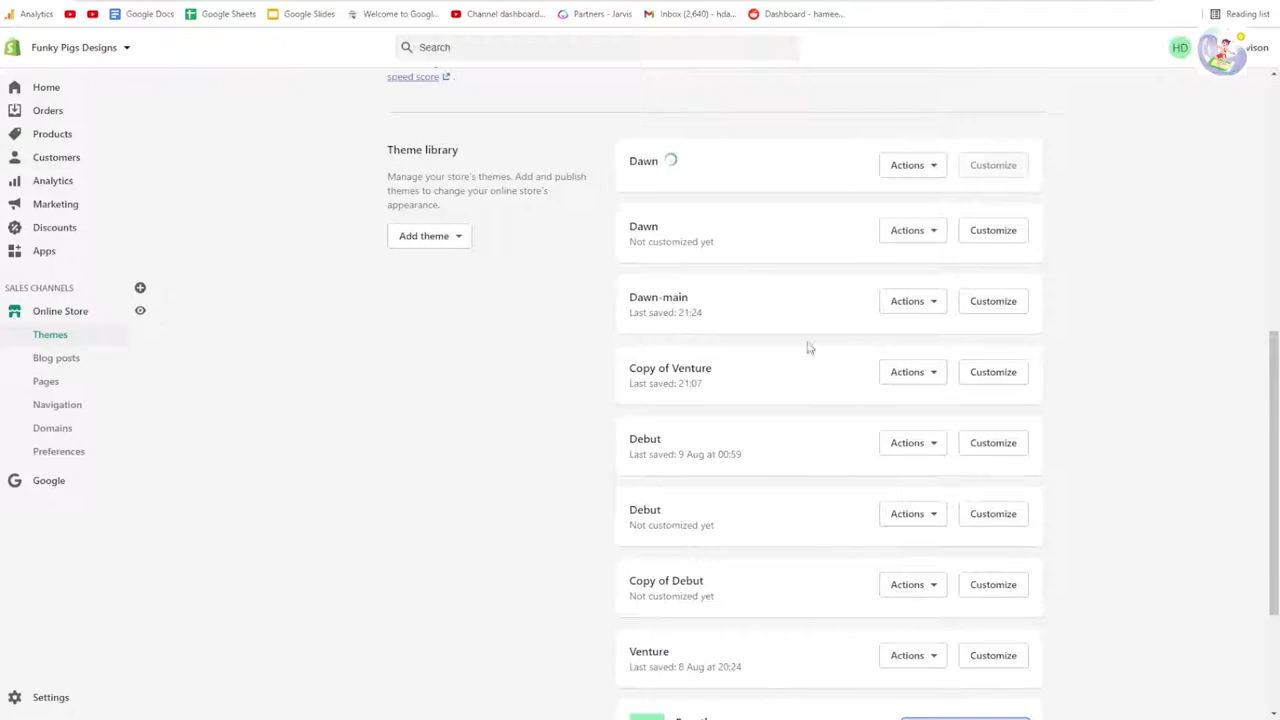 Analytics
Google Docs
Google Sheets
Google Slides
Welcome to Googl...
Channel dashboard...
Partners - Jarvis
Inbox (2,640) - hda...
Dashboard - hamee...
Reading list
Funky Pigs Designs
Search
HD
vison
speed score
Home
Orders
Products
Customers
Analytics
Marketing
Discounts
Apps
SALES CHANNELS
Online Store
Themes
Blog posts
Pages
Navigation
Domains
Preferences
Google
Settings
Theme library
Manage your store's themes. Add and publish
themes to change your online store's
appearance.
Add theme
Dawn
Actions
Customize
Dawn
Not customized yet
Actions
Customize
Dawn-main
Last saved: 21:24
Actions
Customize
Copy of Venture
Last saved: 21:07
Actions
Customize
Debut
Last saved: 9 Aug at 00:59
Actions
Customize
Debut
Not customized yet
Actions
Customize
Copy of Debut
Not customized yet
Actions
Customize
Venture
Last saved: 8 Aug at 20:24
Actions
Customize